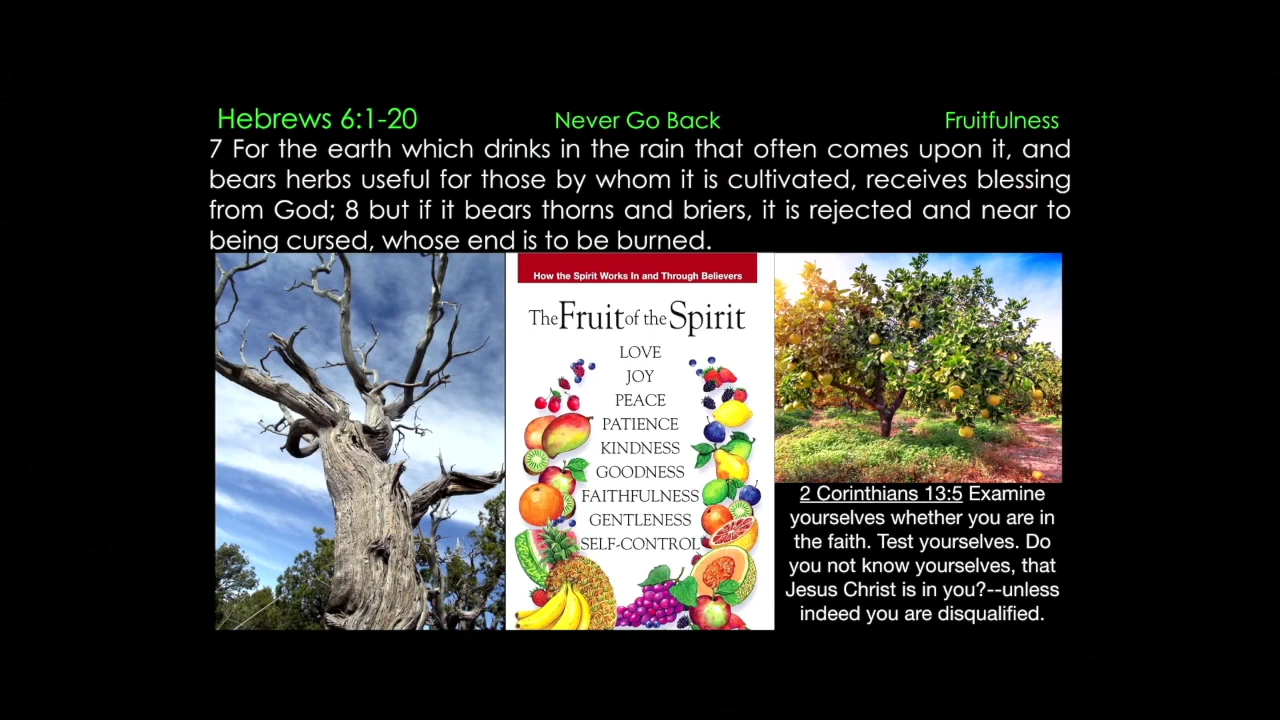 Hebrews 6:1-20 Never Go Back Fruitfulness
7 For the earth which drinks in the rain that often comes upon it, and
bears herbs useful for those by whom it is cultivated, receives blessing
from God; 8 but if it bears thorns and briers, it is rejected and near to
being cursed, whose end is to be burned.
How the Spirit Works In and Through Believers
The Fruit of the Spirit
LOVE
JOY
PEACE
PATIENCE
KINDNESS
GOODNESS
FAITHFULNESS
GENTLENESS
SELF-CONTROL
2 Corinthians 13:5 Examine
yourselves whether you are in
the faith. Test yourselves. Do
you not know yourselves, that
Jesus Christ is in you?--unless
indeed you are disqualified.